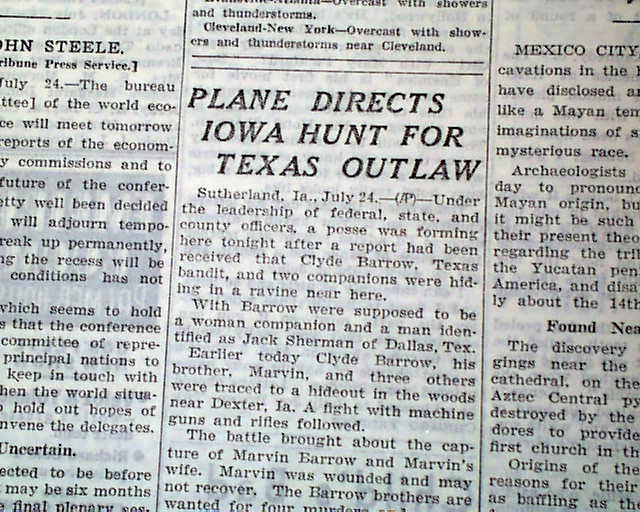 Evansville-Atlanta—Overcast with showers
and thunderstorms.
Cleveland-New York—Overcast with show-
ers and thunderstorms near Cleveland.
PLANE DIRECTS
IOWA HUNT FOR
TEXAS OUTLAW
Sutherland, Ia., July 24.—(AP)—Under
the leadership of federal, state, and
county officers, a posse was forming
here tonight after a report had been
received that Clyde Barrow, Texas
bandit, and two companions were hid-
ing in a ravine near here.
With Barrow were supposed to be
a woman companion and a man iden-
tified as Jack Sherman of Dallas, Tex.
Earlier today Clyde Barrow, his
brother, Marvin, and three others
were traced to a hideout in the woods
near Dexter, Ia. A fight with machine
guns and rifles followed.
The battle brought about the cap-
ture of Marvin Barrow and Marvin's
wife. Marvin was wounded and may
not recover. The Barrow brothers are
wanted for four murders
OHN STEELE.
ribune Press Service.]
July 24.—The bureau
ttee] of the world eco-
ce will meet tomorrow
reports of the econom-
y commissions and to
future of the confer-
etty well been decided
will adjourn tempo-
reak up permanently,
ng the recess will be
conditions has not
which seems to hold
s that the conference
committee of repre-
principal nations to
keep in touch with
hen the world situa-
o hold out hopes of
nvene the delegates.
Uncertain.
ected to be before
may be six months
e final plenary ses-
MEXICO CITY
cavations in the
have disclosed a
like a Mayan tem
imaginations of s
mysterious race.
Archaeologists
day to pronoun
Mayan origin, bu
it might be such
their present theo
regarding the tri
the Yucatan pen
America, and disa
ly about the 14th
Found Nea
The discovery
gings near the
cathedral, on the
Aztec Central py
destroyed by the
dores to provide
first church in th
Origins of the
reasons for their
as baffling as th